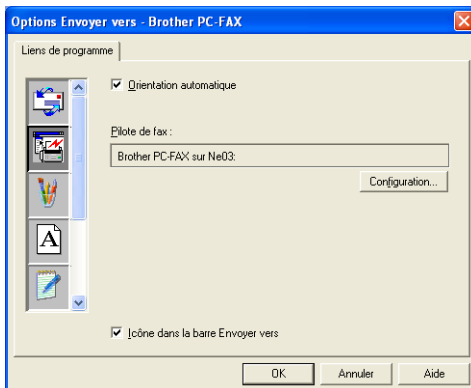 Options Envoyer vers - Brother PC-FAX
Liens de programme
Orientation automatique
Pilote de fax :
Brother PC-FAX sur Ne03:
Configuration...
A
Icône dans la barre Envoyer vers
OK
Annuler
Aide